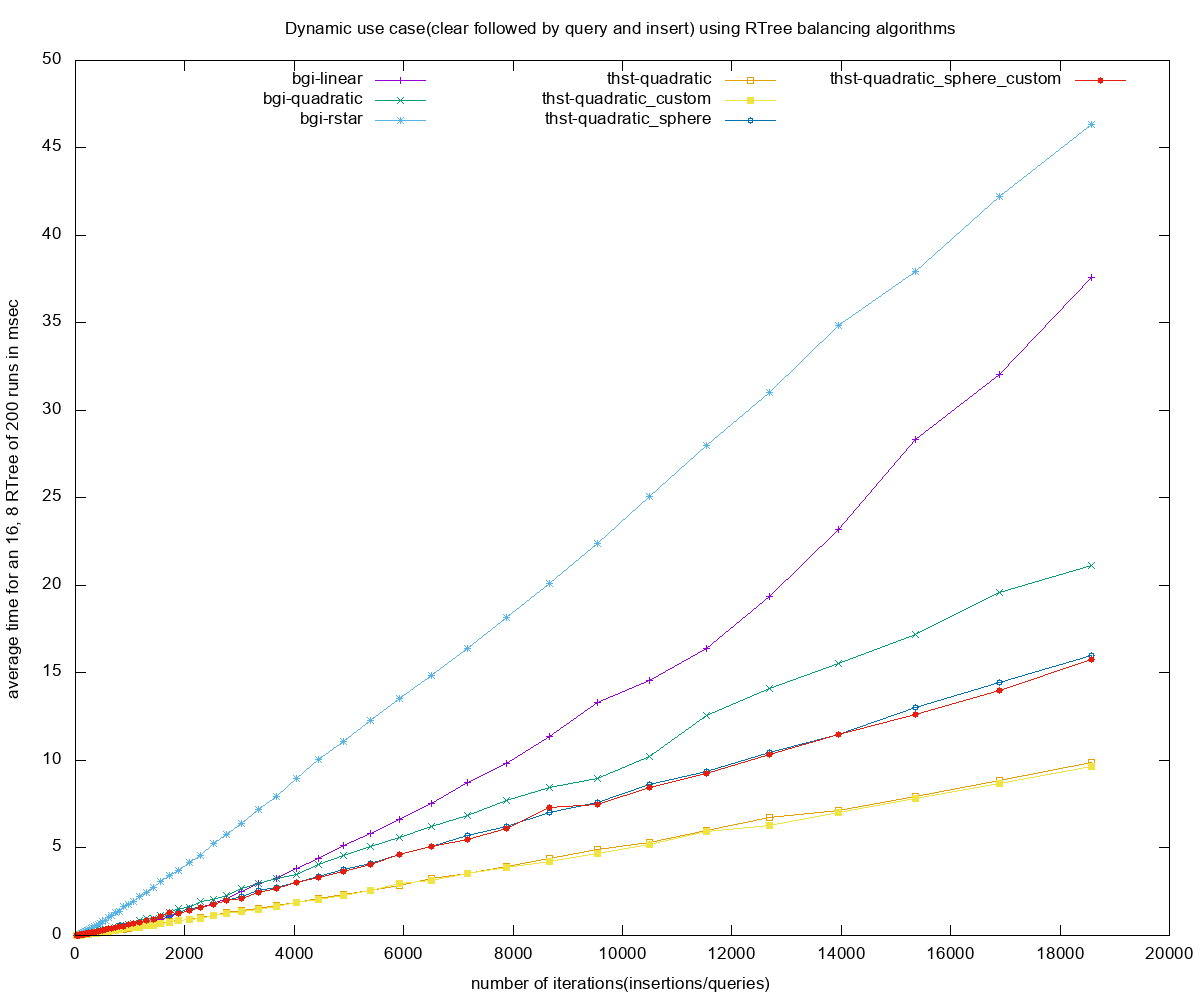 Dynamic use case(clear followed by query and insert) using RTree balancing algorithms
bgi-linear
bgi-quadratic
bgi-rstar
thst-quadratic
thst-quadratic_custom
thst-quadratic_sphere
thst-quadratic_sphere_custom
average time for an 16, 8 RTree of 200 runs in msec
50
45
40
35
30
25
20
15
10
5
0
0 2000 4000 6000 8000 10000 12000 14000 16000 18000 20000
number of iterations(insertions/queries)